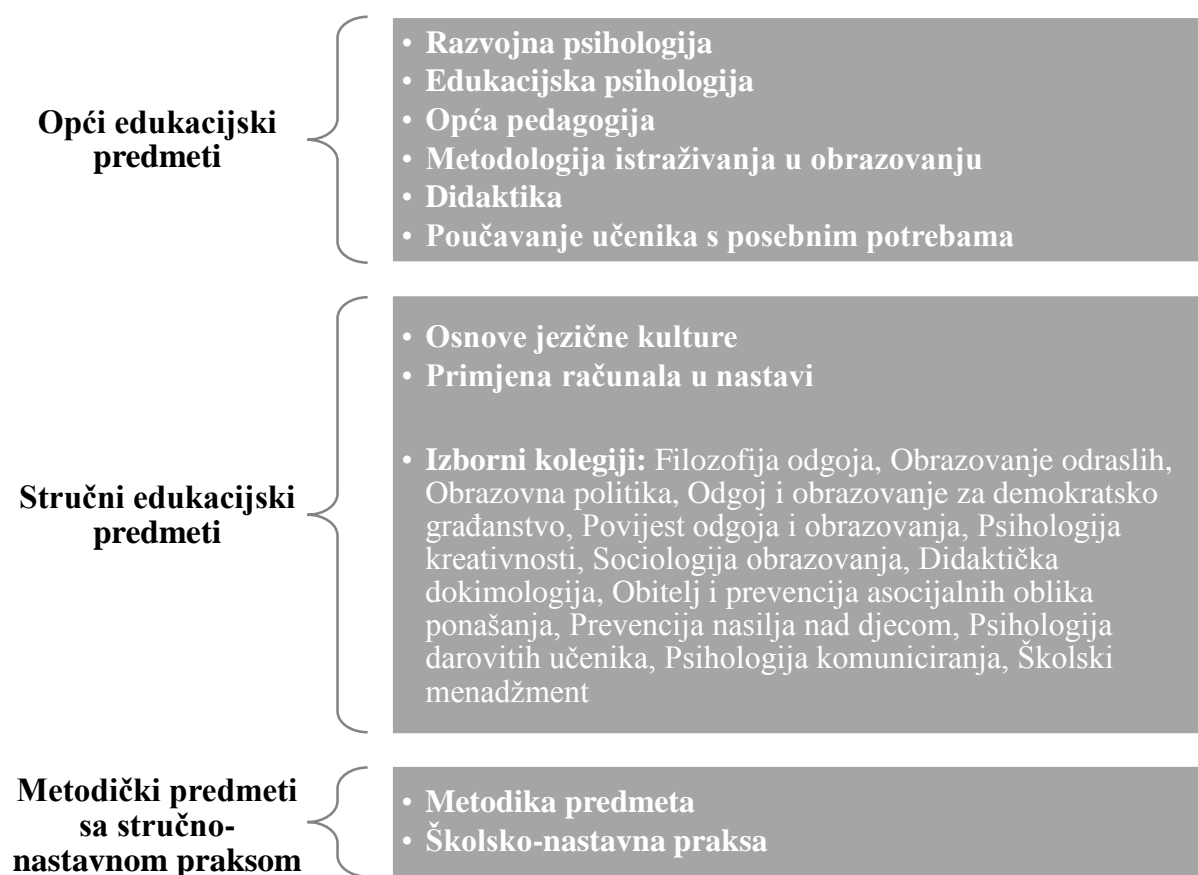 Opći edukacijski
predmeti
• Razvojna psihologija
• Edukacijska psihologija
• Opća pedagogija
• Metodologija istraživanja u obrazovanju
• Didaktika
• Poučavanje učenika s posebnim potrebama
Stručni edukacijski
predmeti
• Osnove jezične kulture
• Primjena računala u nastavi
• Izborni kolegiji: Filozofija odgoja, Obrazovanje odraslih,
Obrazovna politika, Odgoj i obrazovanje za demokratsko
građanstvo, Povijest odgoja i obrazovanja, Psihologija
kreativnosti, Sociologija obrazovanja, Didaktička
dokimologija, Obitelj i prevencija asocijalnih oblika
ponašanja, Prevencija nasilja nad djecom, Psihologija
darovitih učenika, Psihologija komuniciranja, Školski
menadžment
Metodički predmeti
sa stručno-
nastavnom praksom
• Metodika predmeta
• Školsko-nastavna praksa